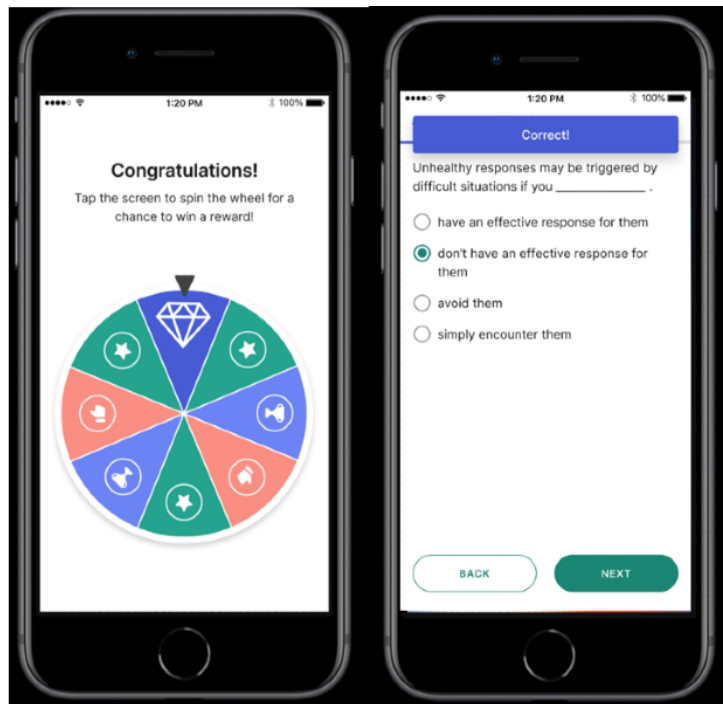 1:20 PM
100%
Congratulations!
Tap the screen to spin the wheel for a
chance to win a reward!
1:20 PM
100%
Correct!
Unhealthy responses may be triggered by
difficult situations if you ______________ .
have an effective response for them
don't have an effective response for
them
avoid them
simply encounter them
BACK
NEXT